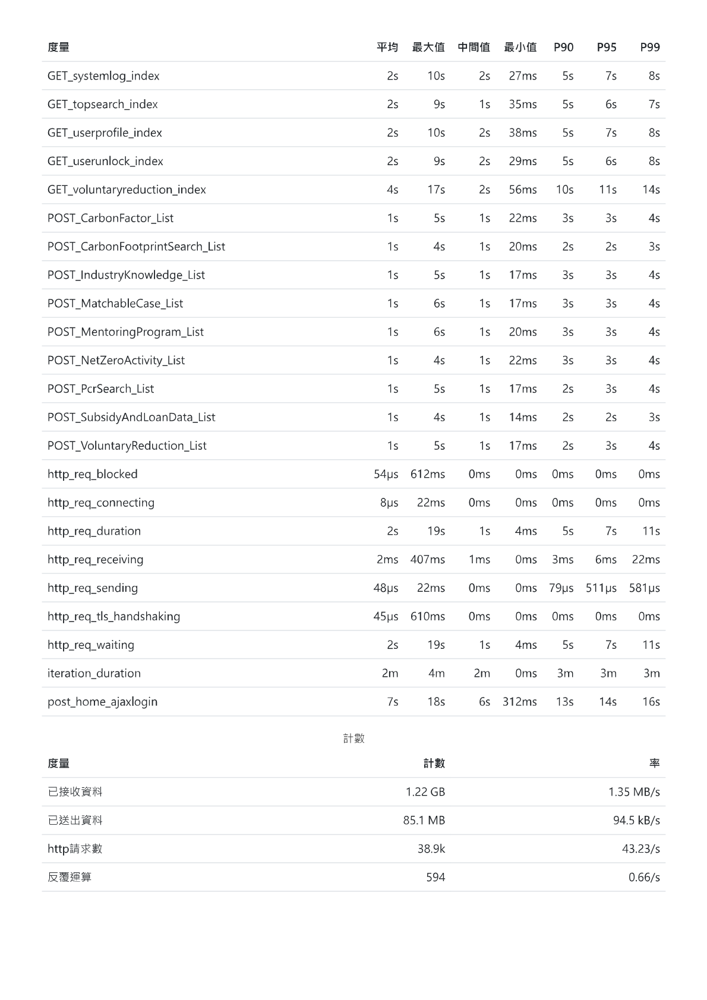 度量 平均 最大值 中間值 最小值 P90 P95 P99
GET_systemlog_index 2s 10s 2s 27ms 5s 7s 8s
GET_topsearch_index 2s 9s 1s 35ms 5s 6s 7s
GET_userprofile_index 2s 10s 2s 38ms 5s 7s 8s
GET_userunlock_index 2s 9s 2s 29ms 5s 6s 8s
GET_voluntaryreduction_index 4s 17s 2s 56ms 10s 11s 14s
POST_CarbonFactor_List 1s 5s 1s 22ms 3s 3s 4s
POST_CarbonFootprintSearch_List 1s 4s 1s 20ms 2s 2s 3s
POST_IndustryKnowledge_List 1s 5s 1s 17ms 3s 3s 4s
POST_MatchableCase_List 1s 6s 1s 17ms 3s 3s 4s
POST_MentoringProgram_List 1s 6s 1s 20ms 3s 3s 4s
POST_NetZeroActivity_List 1s 4s 1s 22ms 3s 3s 4s
POST_PcrSearch_List 1s 5s 1s 17ms 2s 3s 4s
POST_SubsidyAndLoanData_List 1s 4s 1s 14ms 2s 2s 3s
POST_VoluntaryReduction_List 1s 5s 1s 17ms 2s 3s 4s
http_req_blocked 54µs 612ms 0ms 0ms 0ms 0ms 0ms
http_req_connecting 8µs 22ms 0ms 0ms 0ms 0ms 0ms
http_req_duration 2s 19s 1s 4ms 5s 7s 11s
http_req_receiving 2ms 407ms 1ms 0ms 3ms 6ms 22ms
http_req_sending 48µs 22ms 0ms 0ms 79µs 511µs 581µs
http_req_tls_handshaking 45µs 610ms 0ms 0ms 0ms 0ms 0ms
http_req_waiting 2s 19s 1s 4ms 5s 7s 11s
iteration_duration 2m 4m 2m 0ms 3m 3m 3m
post_home_ajaxlogin 7s 18s 6s 312ms 13s 14s 16s
計數
度量 計數 率
已接收資料 1.22 GB 1.35 MB/s
已送出資料 85.1 MB 94.5 kB/s
http請求數 38.9k 43.23/s
反覆運算 594 0.66/s